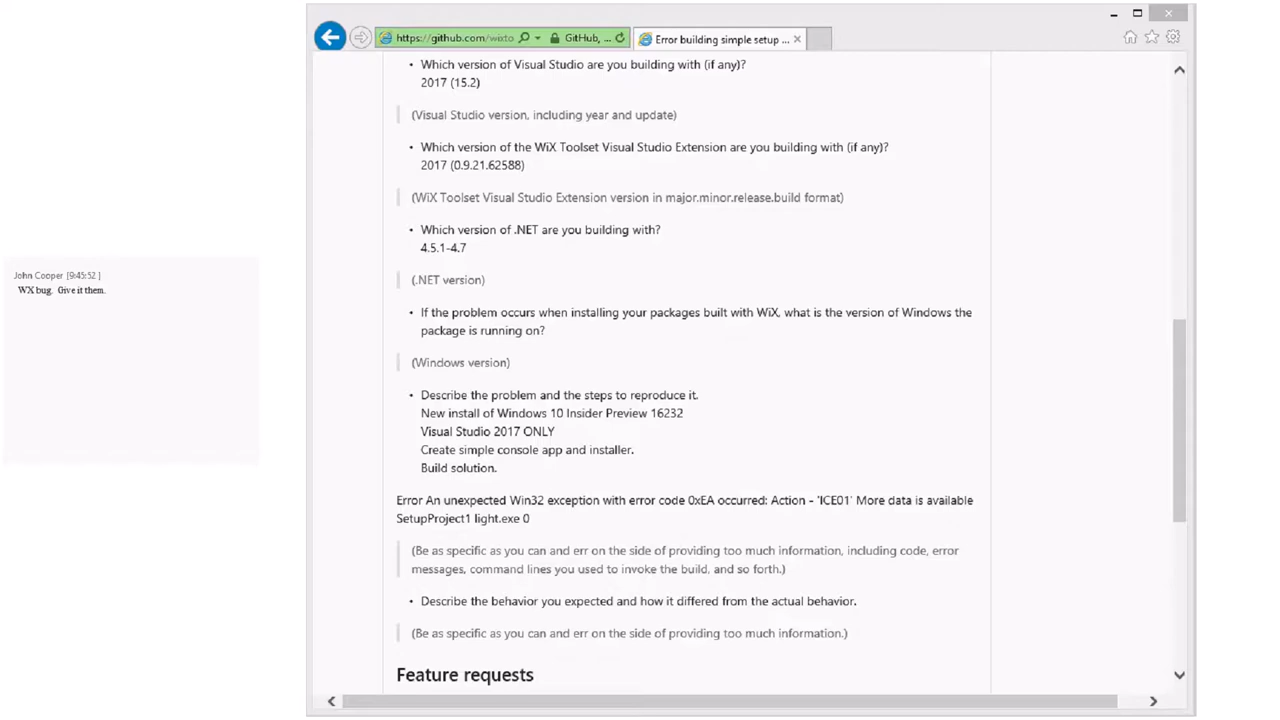 https://github.com/wixto
GitHub, ...
Error building simple setup ...
John Cooper [9:45:52 ]
WX bug. Give it them.
• Which version of Visual Studio are you building with (if any)?
2017 (15.2)
(Visual Studio version, including year and update)
• Which version of the WiX Toolset Visual Studio Extension are you building with (if any)?
2017 (0.9.21.62588)
(WiX Toolset Visual Studio Extension version in major.minor.release.build format)
• Which version of .NET are you building with?
4.5.1-4.7
(.NET version)
• If the problem occurs when installing your packages built with WiX, what is the version of Windows the
package is running on?
(Windows version)
• Describe the problem and the steps to reproduce it.
New install of Windows 10 Insider Preview 16232
Visual Studio 2017 ONLY
Create simple console app and installer.
Build solution.
Error An unexpected Win32 exception with error code 0xEA occurred: Action - 'ICE01' More data is available
SetupProject1 light.exe 0
(Be as specific as you can and err on the side of providing too much information, including code, error
messages, command lines you used to invoke the build, and so forth.)
• Describe the behavior you expected and how it differed from the actual behavior.
(Be as specific as you can and err on the side of providing too much information.)
Feature requests